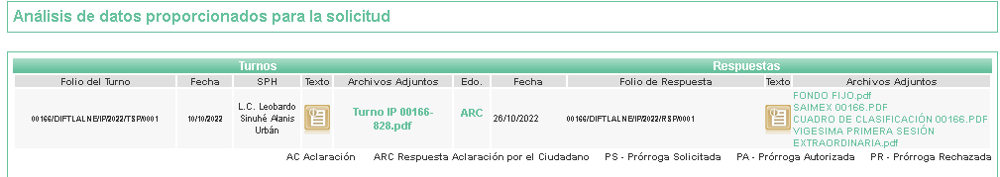 Análisis de datos proporcionados para la solicitud
Turnos Respuestas
Folio del Turno Fecha SPH Texto Archivos Adjuntos Edo. Fecha Folio de Respuesta Texto Archivos Adjuntos
00166/DIFTLALNE/IP/2022/TSP/0001 10/10/2022 L.C. Leobardo Sinuhé Alanis Urbán Turno IP 00166-828.pdf ARC 26/10/2022 00166/DIFTLALNE/IP/2022/RSP/0001
FONDO FIJO.pdf
SAIMEX 00166.PDF
CUADRO DE CLASIFICACIÓN 00166.PDF
VIGESIMA PRIMERA SESIÓN
EXTRAORDINARIA.pdf
AC Aclaración ARC Respuesta Aclaración por el Ciudadano PS - Prórroga Solicitada PA - Prórroga Autorizada PR - Prórroga Rechazada